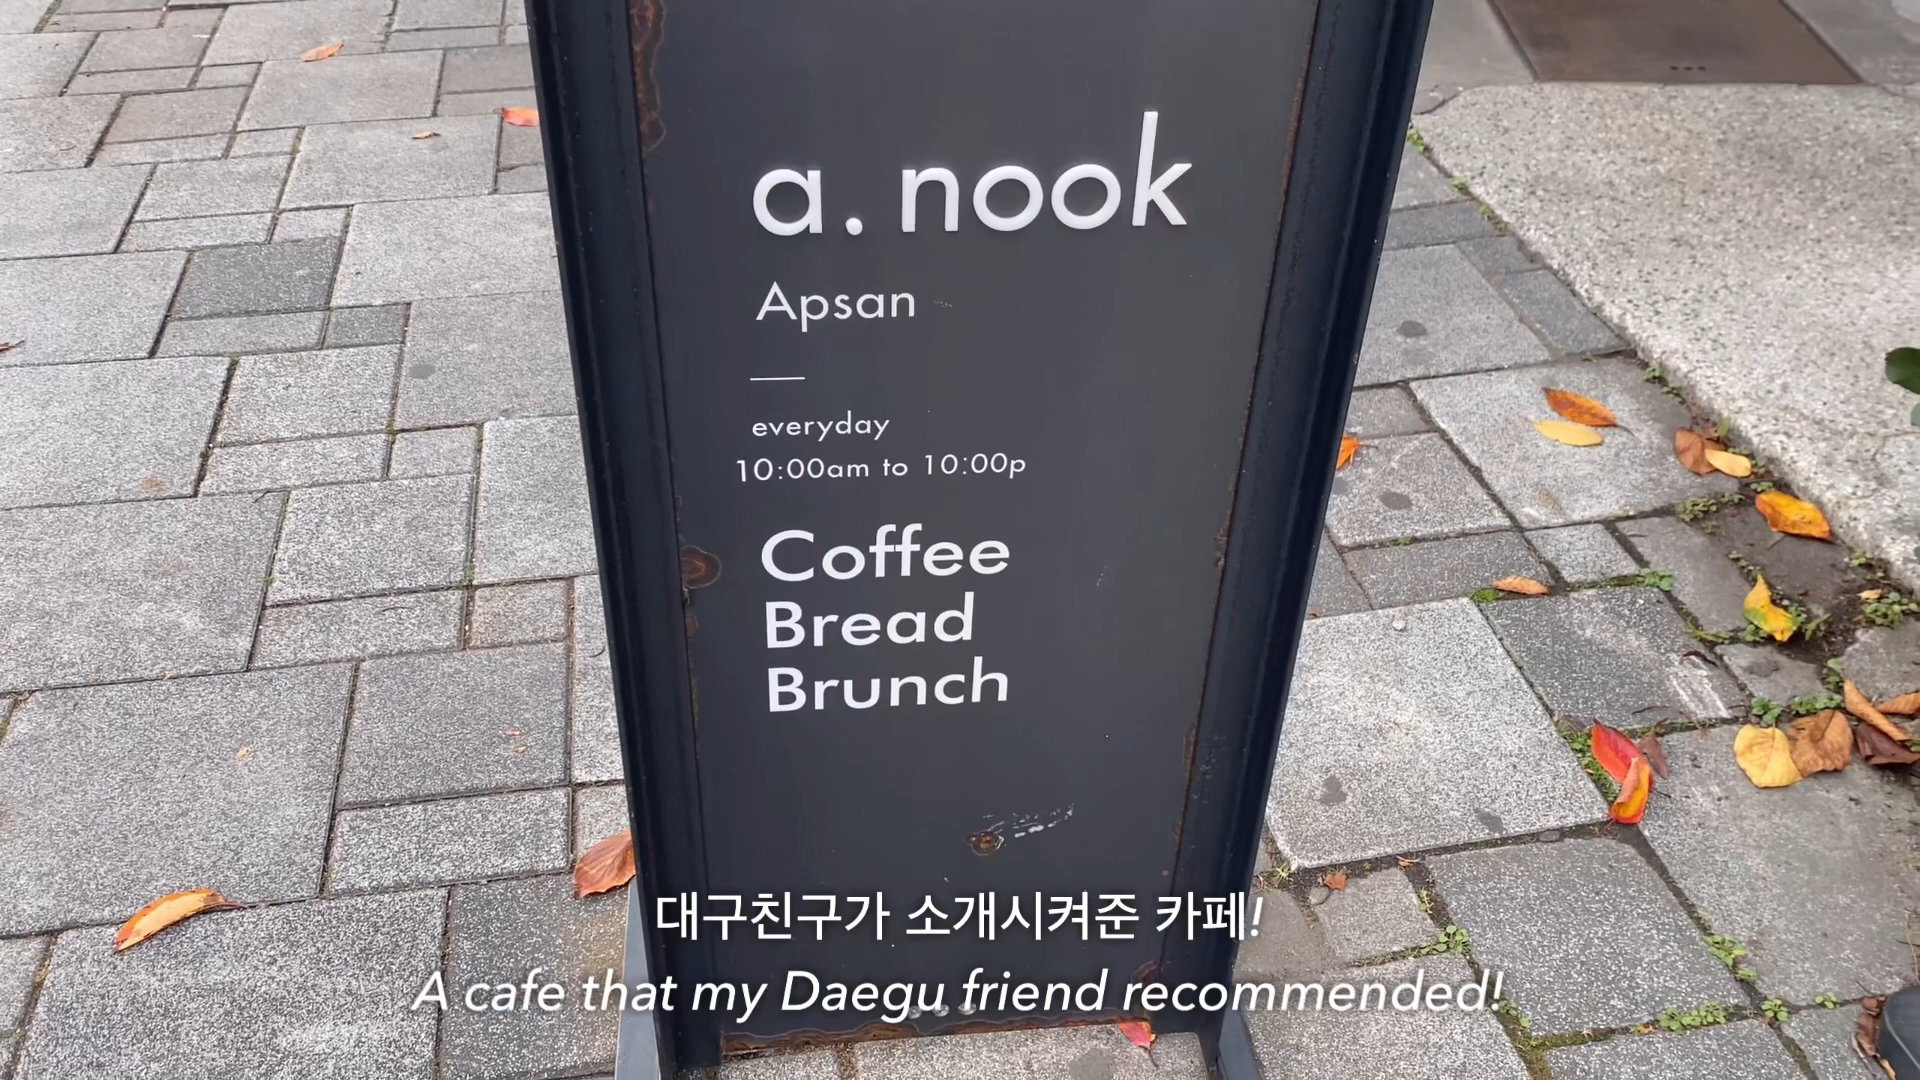 a. nook
Apsan
everyday
10:00am to 10:00p
Coffee
Bread
Brunch
대구친구가 소개시켜준 카페!
A cafe that my Daegu friend recommended!